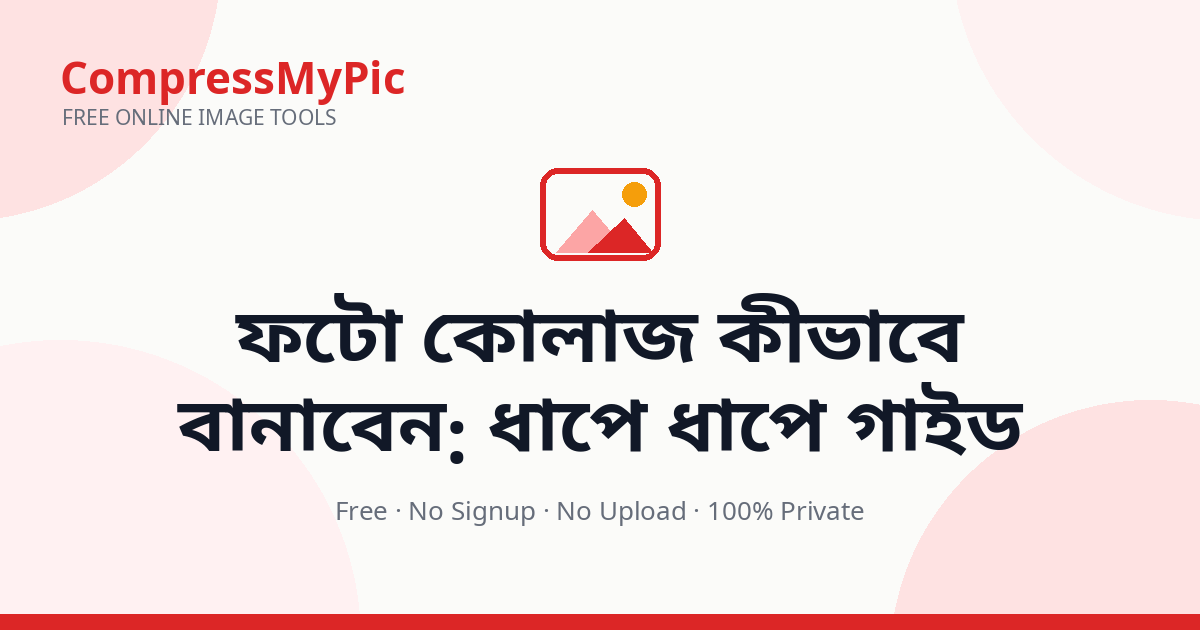 CompressMyPic
FREE ONLINE IMAGE TOOLS
ফটো কোলাজ কীভাবে
বানাবেন: ধাপে ধাপে গাইড
Free · No Signup · No Upload · 100% Private